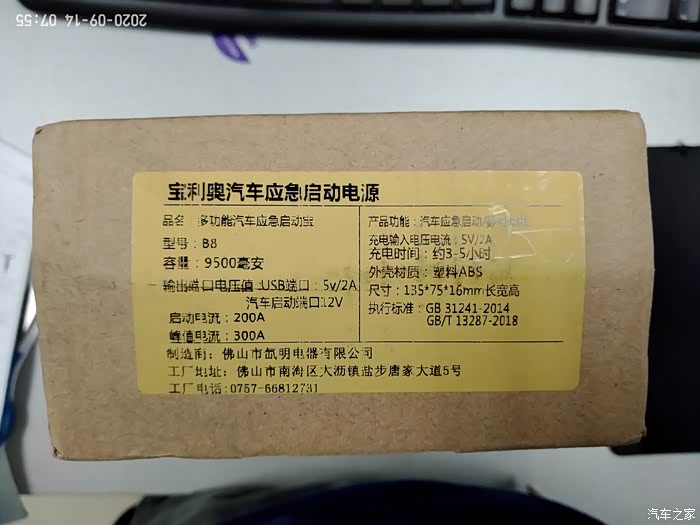 2020-09-14 07:55
宝利奥汽车应急启动电源
品名：多功能汽车应急启动宝
型号：B8
容量：9500毫安
输出端口电压值 USB端口：5v/2A
汽车启动端口12V
启动电流：200A
峰值电流：300A
产品功能：汽车应急启动
充电输入电压电流：5V/2A
充电时间：约3-5小时
外壳材质：塑料ABS
尺寸：135*75*16mm长宽高
执行标准：GB 31241-2014
GB/T 13287-2018
制造商：佛山市氙明电器有限公司
工厂地址：佛山市南海区大沥镇盐步唐家大道5号
工厂电话:0757-66812731
汽车之家